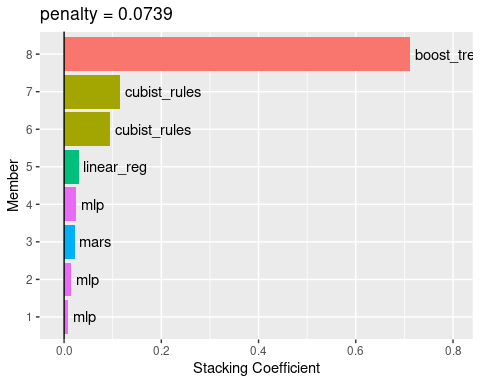 penalty = 0.0739
8
boost_tre
7
cubist_rules
6
cubist_rules
5
linear_reg
4
mlp
3
mars
2
mlp
1
mlp
Member
0.0 0.2 0.4 0.6 0.8
Stacking Coefficient